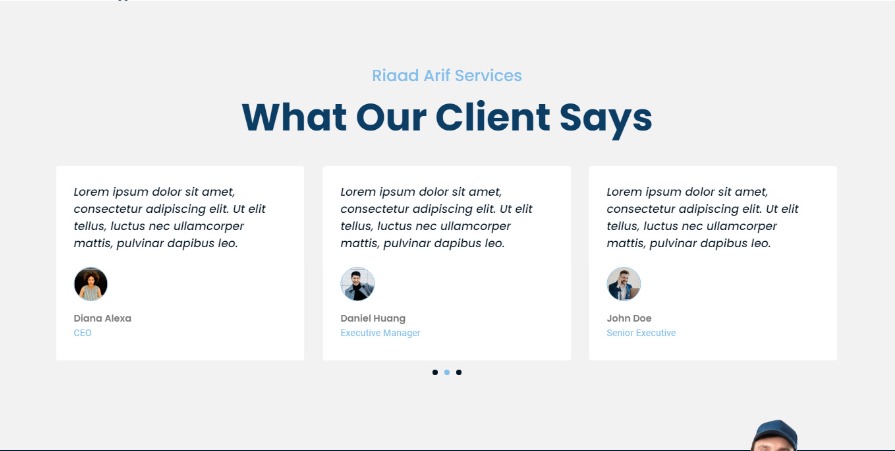 Riaad Arif Services
What Our Client Says
Lorem ipsum dolor sit amet,
consectetur adipiscing elit. Ut elit
tellus, luctus nec ullamcorper
mattis, pulvinar dapibus leo.
Diana Alexa
CEO
Lorem ipsum dolor sit amet,
consectetur adipiscing elit. Ut elit
tellus, luctus nec ullamcorper
mattis, pulvinar dapibus leo.
Daniel Huang
Executive Manager
Lorem ipsum dolor sit amet,
consectetur adipiscing elit. Ut elit
tellus, luctus nec ullamcorper
mattis, pulvinar dapibus leo.
John Doe
Senior Executive